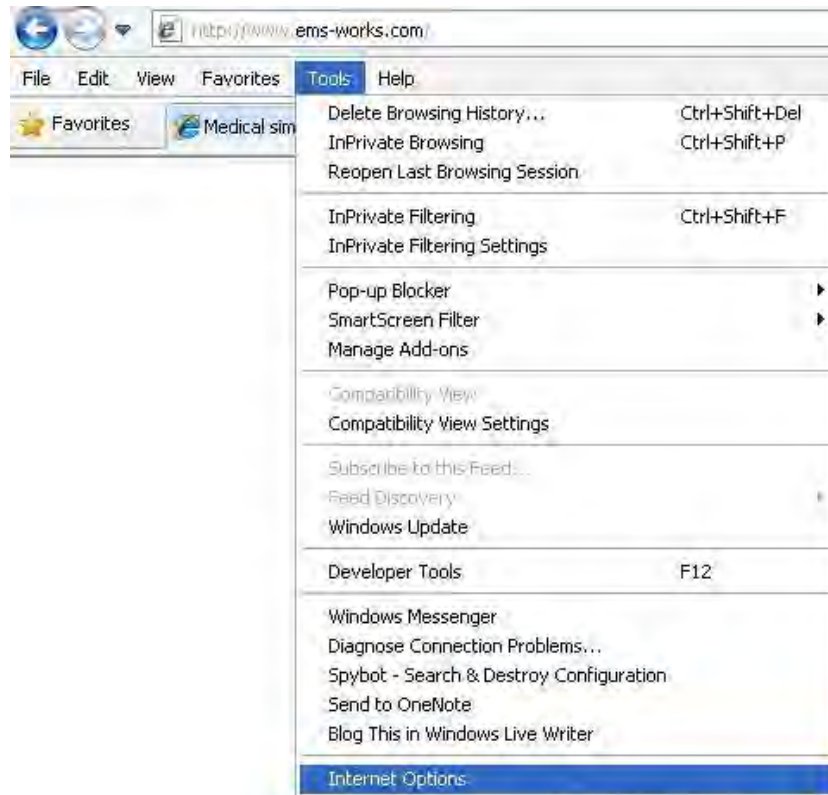 http://www.ems-works.com/
File Edit View Favorites Tools Help
Favorites Medical sim
Delete Browsing History... Ctrl+Shift+Del
InPrivate Browsing Ctrl+Shift+P
Reopen Last Browsing Session
InPrivate Filtering Ctrl+Shift+F
InPrivate Filtering Settings
Pop-up Blocker
SmartScreen Filter
Manage Add-ons
Compatibility View
Compatibility View Settings
Subscribe to this Feed...
Feed Discovery
Windows Update
Developer Tools F12
Windows Messenger
Diagnose Connection Problems...
Spybot - Search & Destroy Configuration
Send to OneNote
Blog This in Windows Live Writer
Internet Options